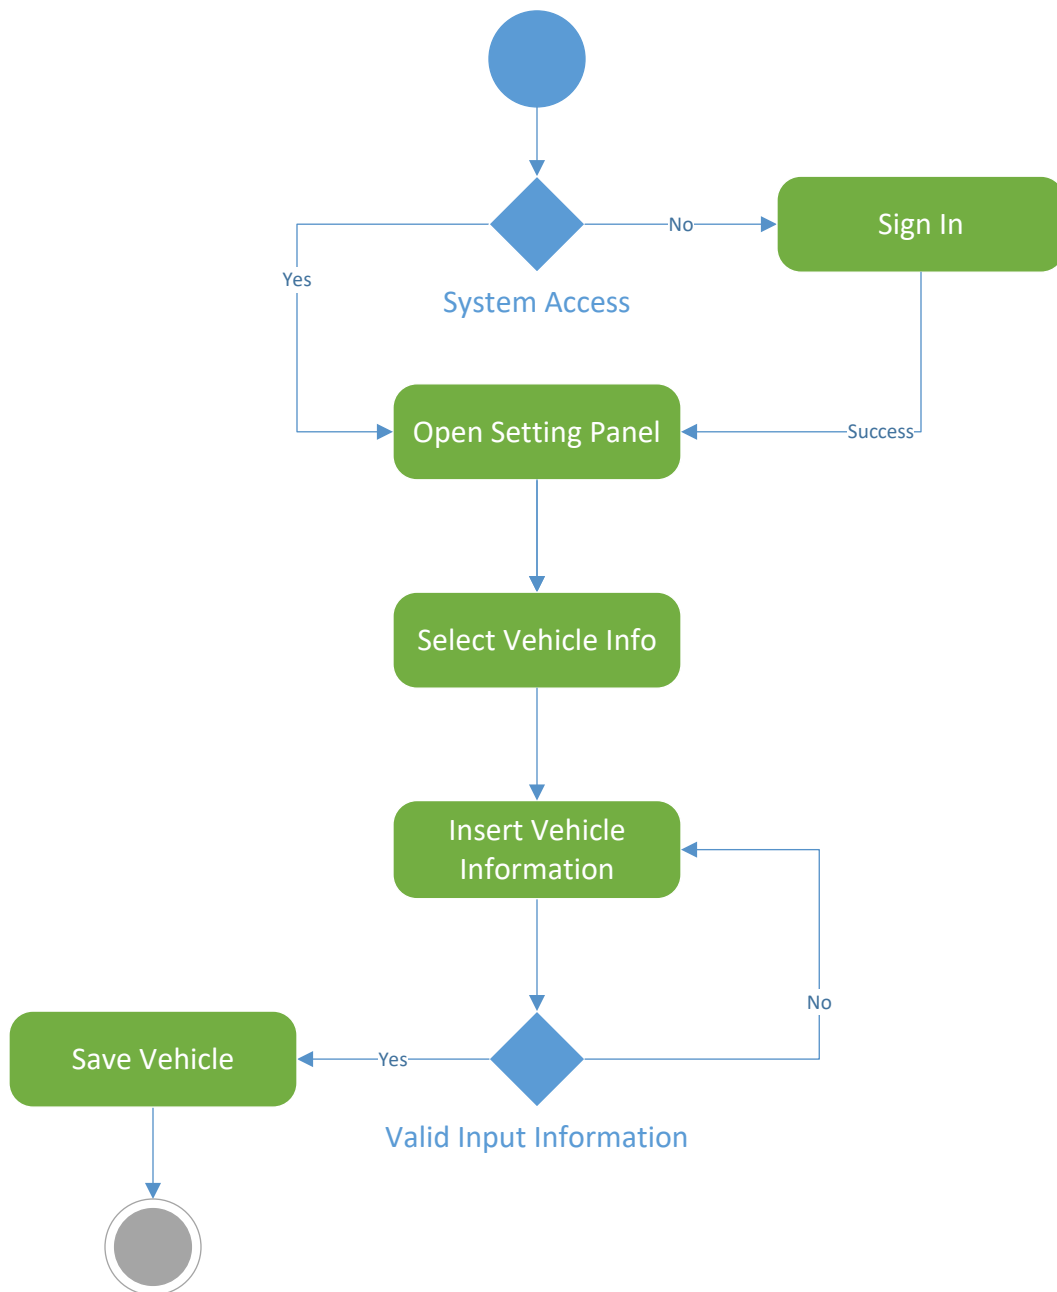 No
Sign In
Yes
System Access
Open Setting Panel
Success
Select Vehicle Info
Insert Vehicle
Information
No
Save Vehicle
Yes
Valid Input Information